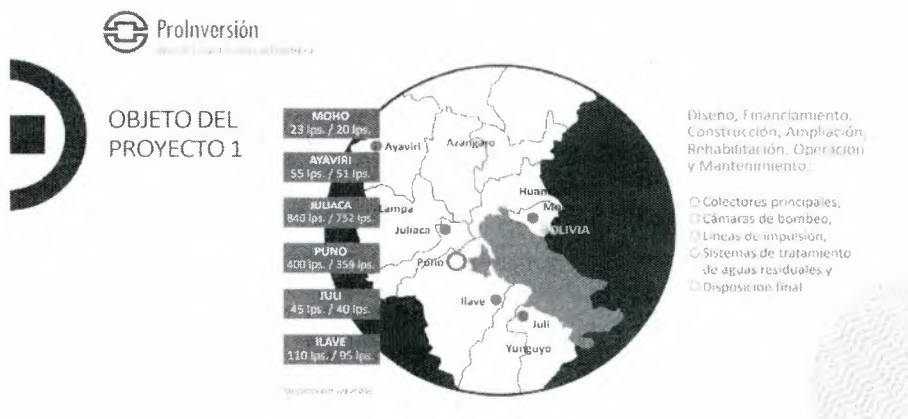 ProInversión
OBJETO DEL
PROYECTO 1
MOHO
23 lps. / 20 lps.
AYAVIRI
55 lps. / 51 lps.
JULIACA
840 lps. / 752 lps.
PUNO
400 lps. / 359 lps.
JULI
45 lps. / 40 lps.
ILAVE
110 lps. / 95 lps.
Ayaviri
Azángaro
Huan
Mo
Lampa
Juliaca
BOLIVIA
Puno
Ilave
Juli
Yunguyo
Diseño, Financiamiento,
Construcción, Ampliación,
Rehabilitación, Operación
y Mantenimiento:
Colectores principales,
Cámaras de bombeo,
Líneas de impulsión,
Sistemas de tratamiento
de aguas residuales y
Disposición final